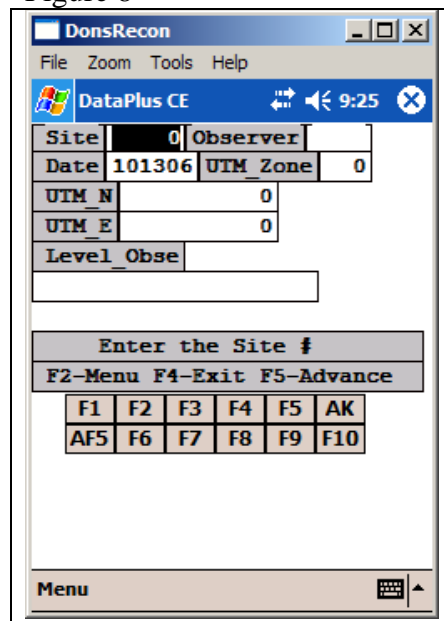 DonsRecon
File Zoom Tools Help
DataPlus CE 9:25
Site 0 Observer
Date 101306 UTM_Zone 0
UTM_N 0
UTM_E 0
Level_Obse
Enter the Site #
F2-Menu F4-Exit F5-Advance
F1 F2 F3 F4 F5 AK
AF5 F6 F7 F8 F9 F10
Menu